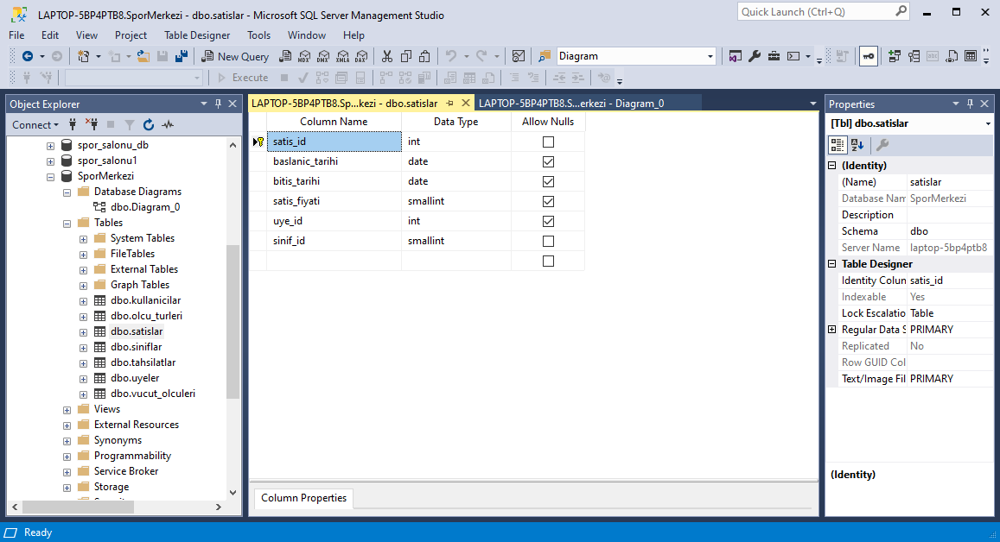 LAPTOP-5BP4PTB8.SporMerkezi - dbo.satislar - Microsoft SQL Server Management Studio
Quick Launch (Ctrl+Q)
File Edit View Project Table Designer Tools Window Help
New Query MDX DMX XMLA DAX Diagram
Execute
Object Explorer
Connect
spor_salonu_db
spor_salonu1
SporMerkezi
Database Diagrams
dbo.Diagram_0
Tables
System Tables
FileTables
External Tables
Graph Tables
dbo.kullanicilar
dbo.olcu_turleri
dbo.satislar
dbo.siniflar
dbo.tahsilatlar
dbo.uyeler
dbo.vucut_olculeri
Views
External Resources
Synonyms
Programmability
Service Broker
Storage
LAPTOP-5BP4PTB8.Sp...kezi - dbo.satislar
LAPTOP-5BP4PTB8.S...erkezi - Diagram_0
Column Name Data Type Allow Nulls
satis_id int
baslanic_tarihi date
bitis_tarihi date
satis_fiyati smallint
uye_id int
sinif_id smallint
Column Properties
Properties
[Tbl] dbo.satislar
(Identity)
(Name) satislar
Database Nam SporMerkezi
Description
Schema dbo
Server Name laptop-5bp4ptb8
Table Designer
Identity Colun satis_id
Indexable Yes
Lock Escalatio Table
Regular Data S PRIMARY
Replicated No
Row GUID Col
Text/Image Fil PRIMARY
(Identity)
Ready